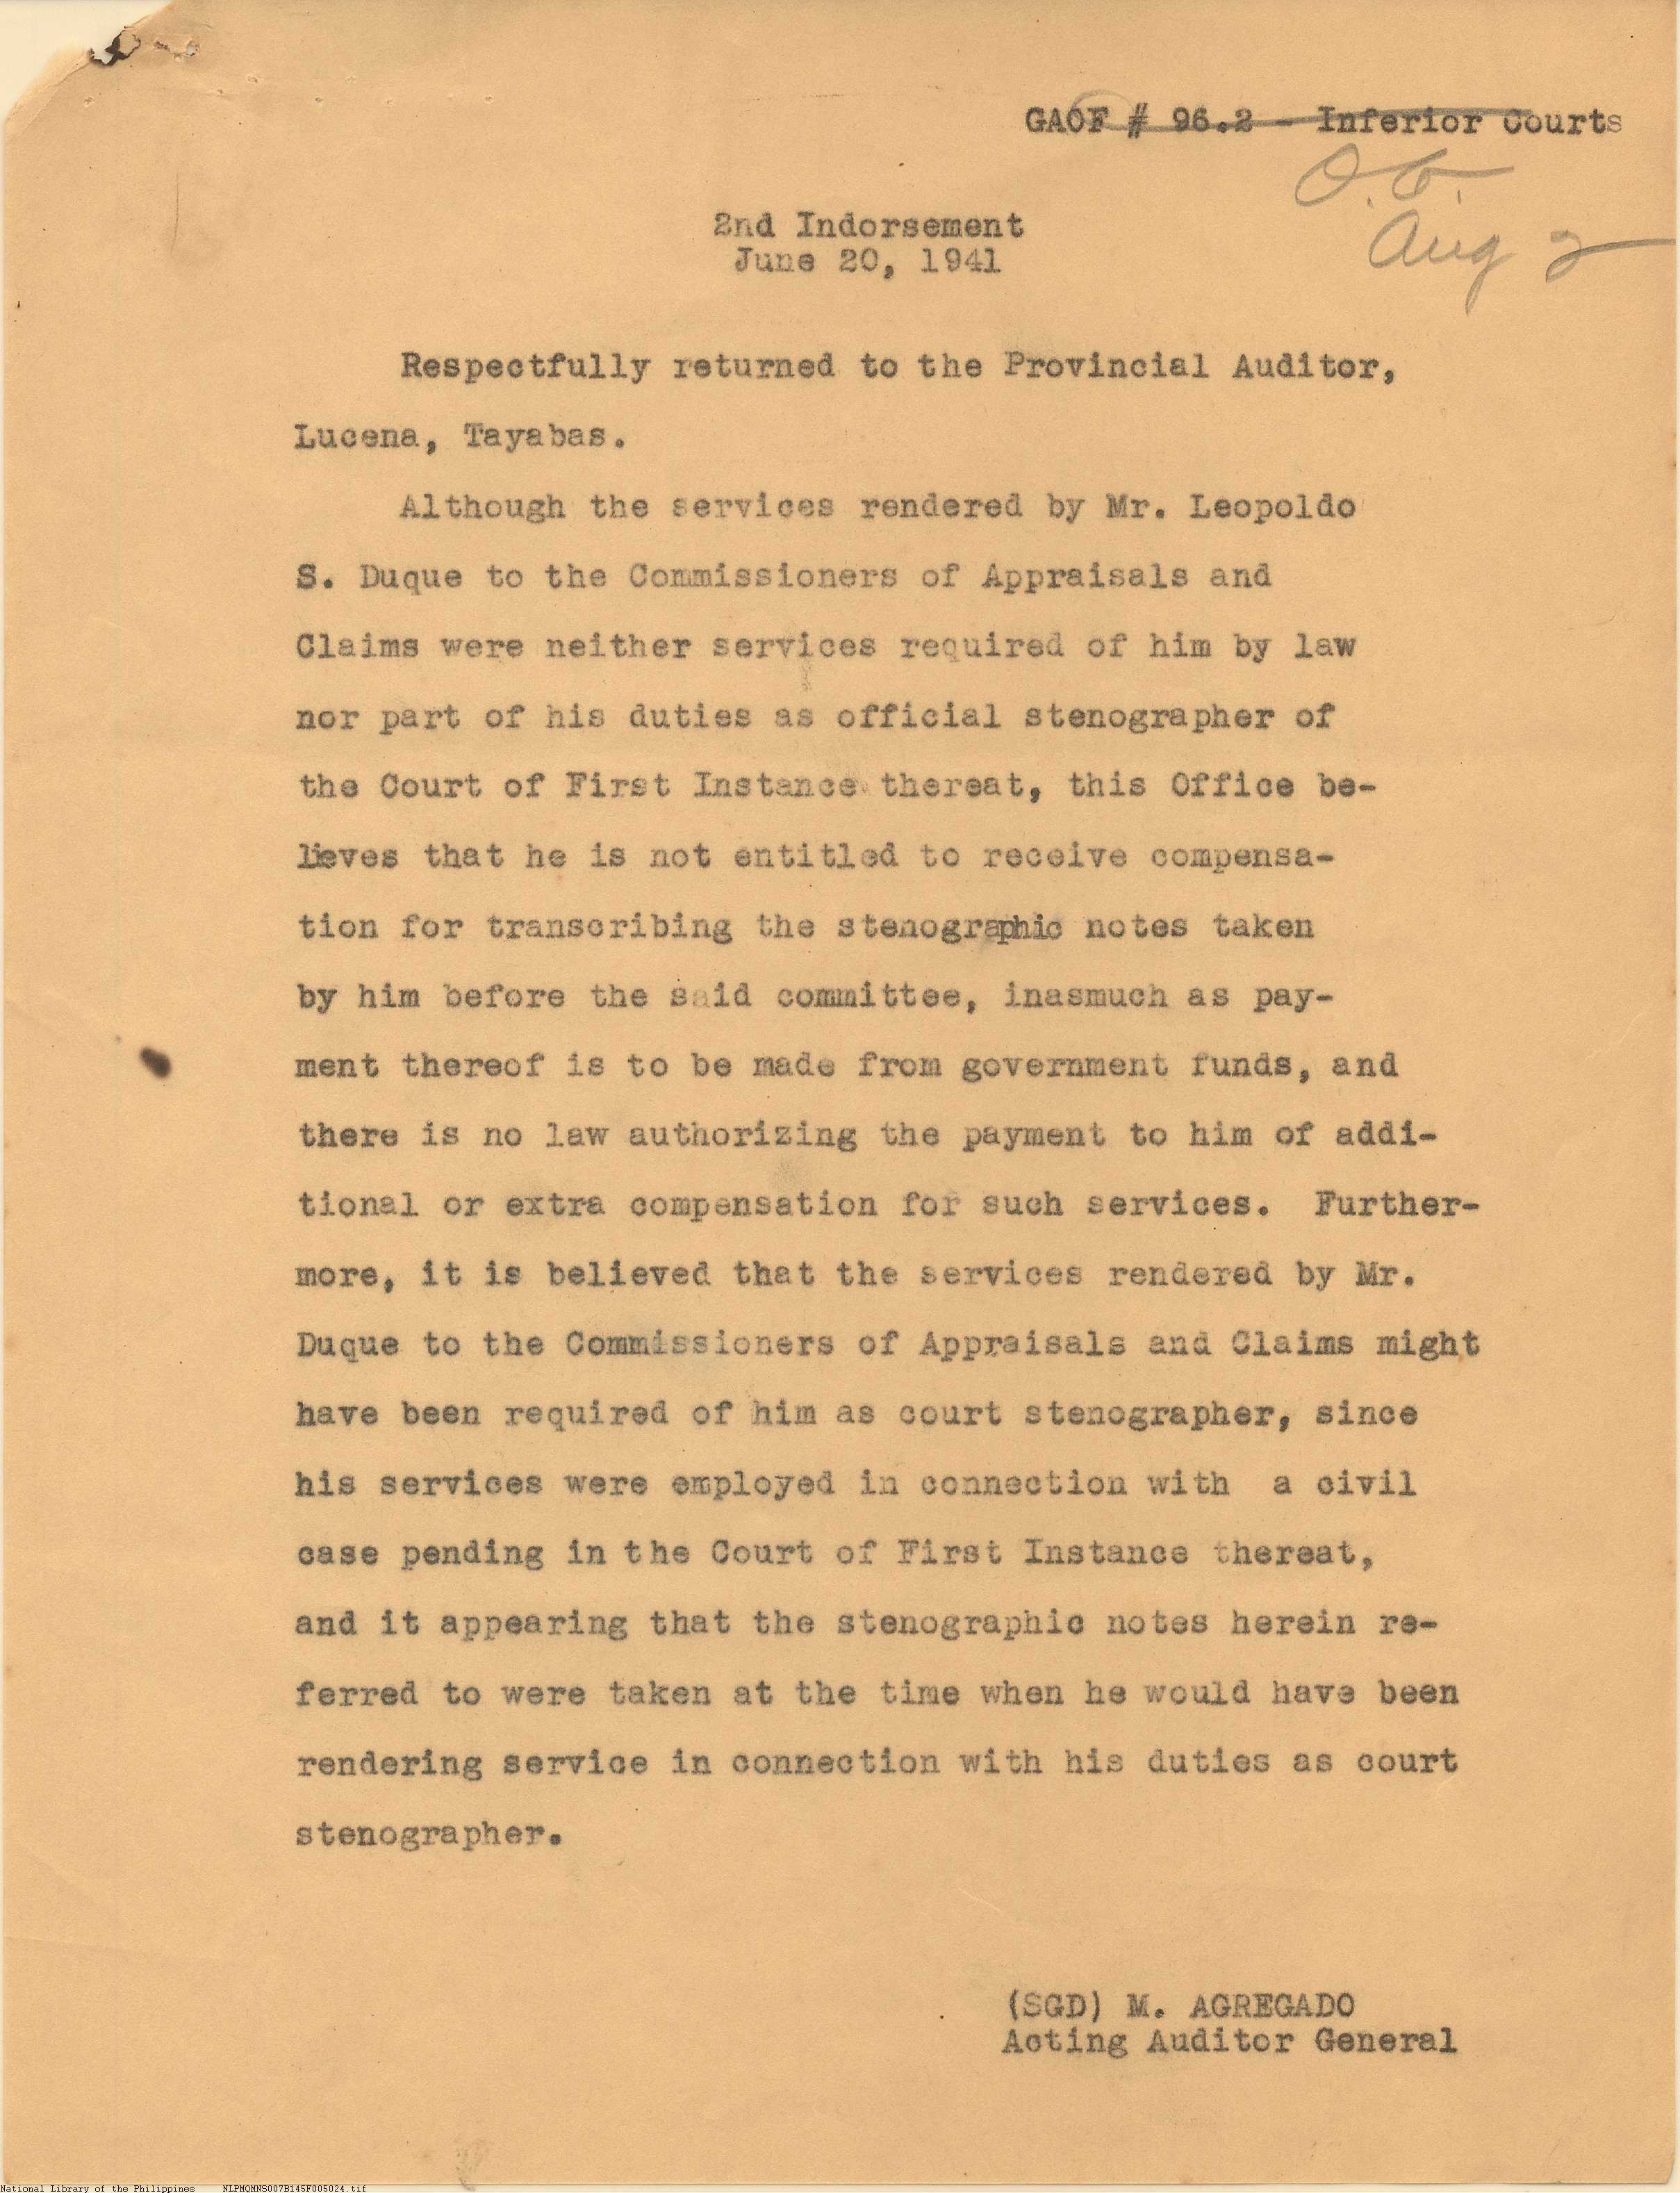 GAOF # 96.2 - Inferior Courts
Aug 2
2nd Indorsement
June 20, 1941
Respectfully returned to the Provincial Auditor,
Lucena, Tayabas.
Although the services rendered by Mr. Leopoldo
S. Duque to the Commissioners of Appraisals and
Claims were neither services required of him by law
nor part of his duties as official stenographer of
the Court of First Instance thereat, this Office be-
lieves that he is not entitled to receive compensa-
tion for transcribing the stenographic notes taken
by him before the said committee, inasmuch as pay-
ment thereof is to be made from government funds, and
there is no law authorizing the payment to him of addi-
tional or extra compensation for such services. Further-
more, it is believed that the services rendered by Mr.
Duque to the Commissioners of Appraisals and Claims might
have been required of him as court stenographer, since
his services were employed in connection with a civil
case pending in the Court of First Instance thereat,
and it appearing that the stenographic notes herein re-
ferred to were taken at the time when he would have been
rendering service in connection with his duties as court
stenographer.
(SGD) M. AGREGADO
Acting Auditor General
National Library of the Philippines NLPMQMNS007B145F005024.tif